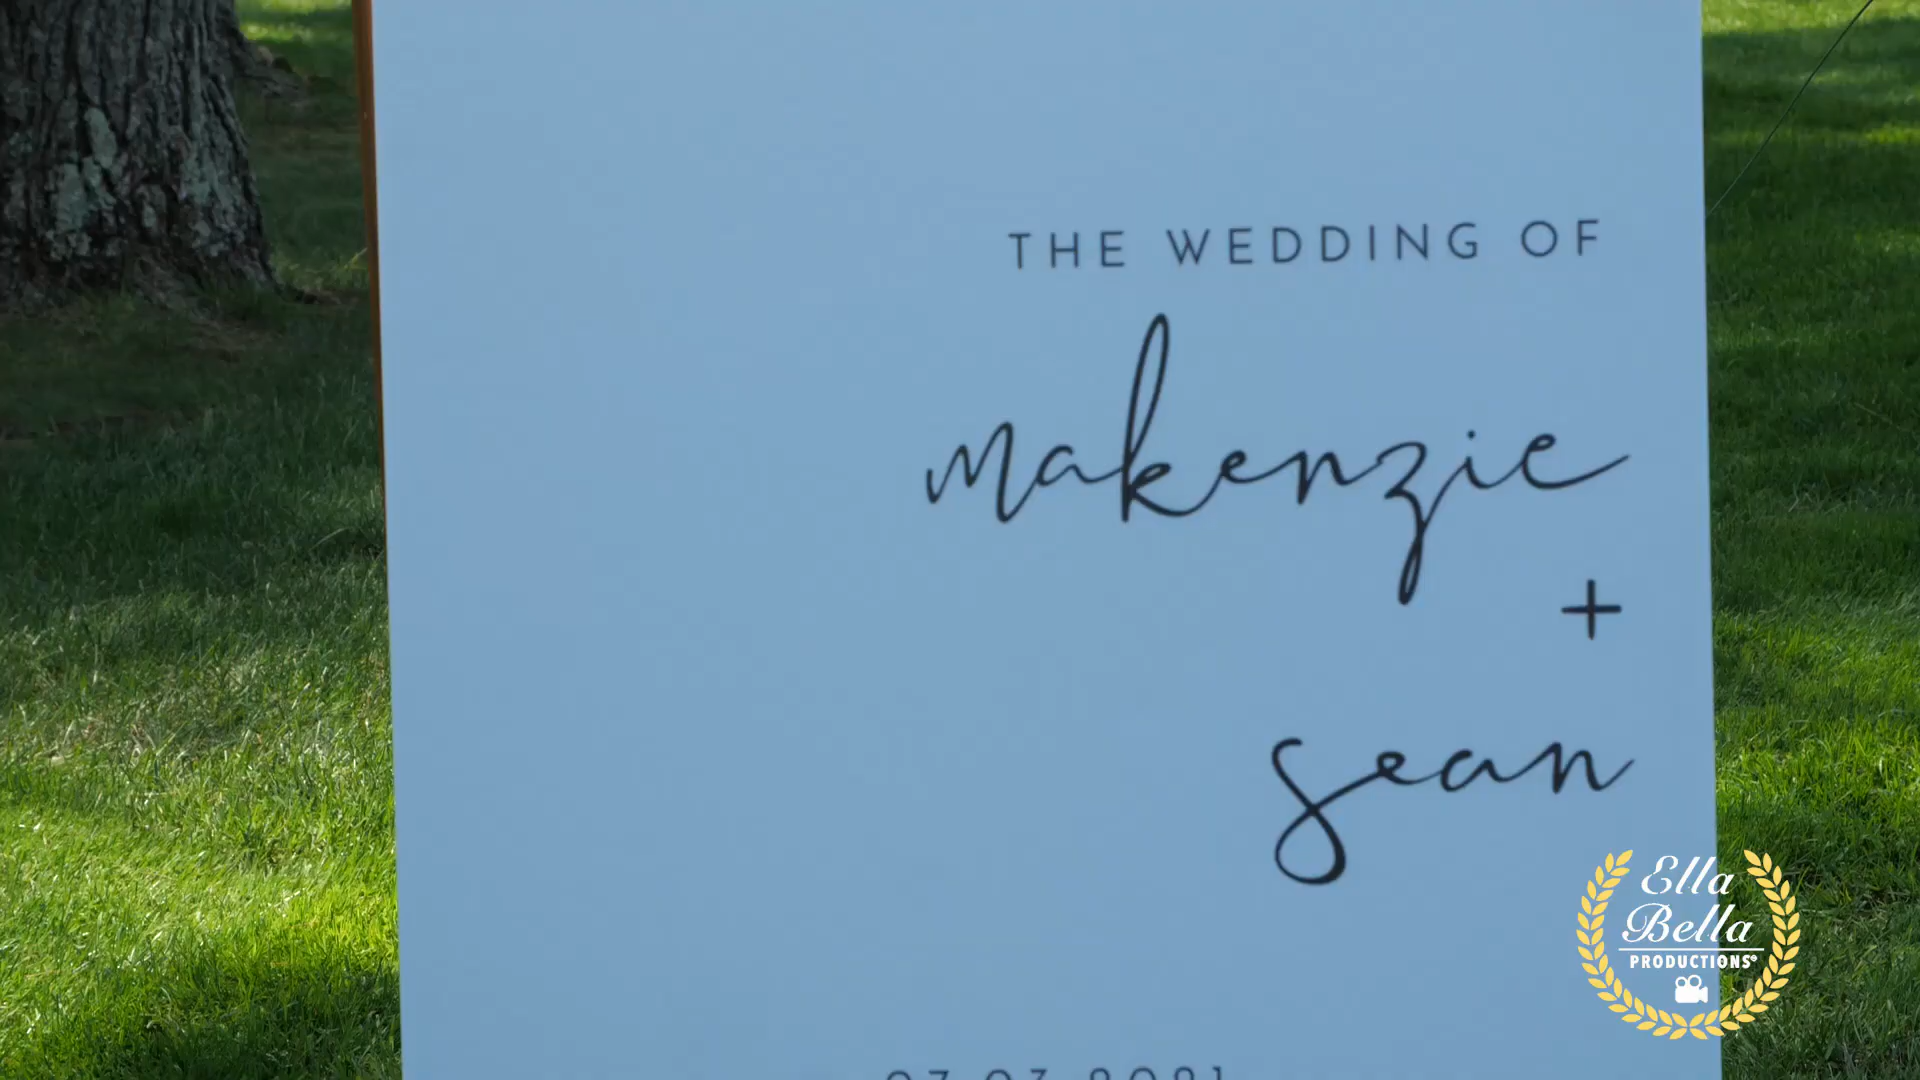 THE WEDDING OF
makenzie
+
sean
Ella
Bella
PRODUCTIONS®